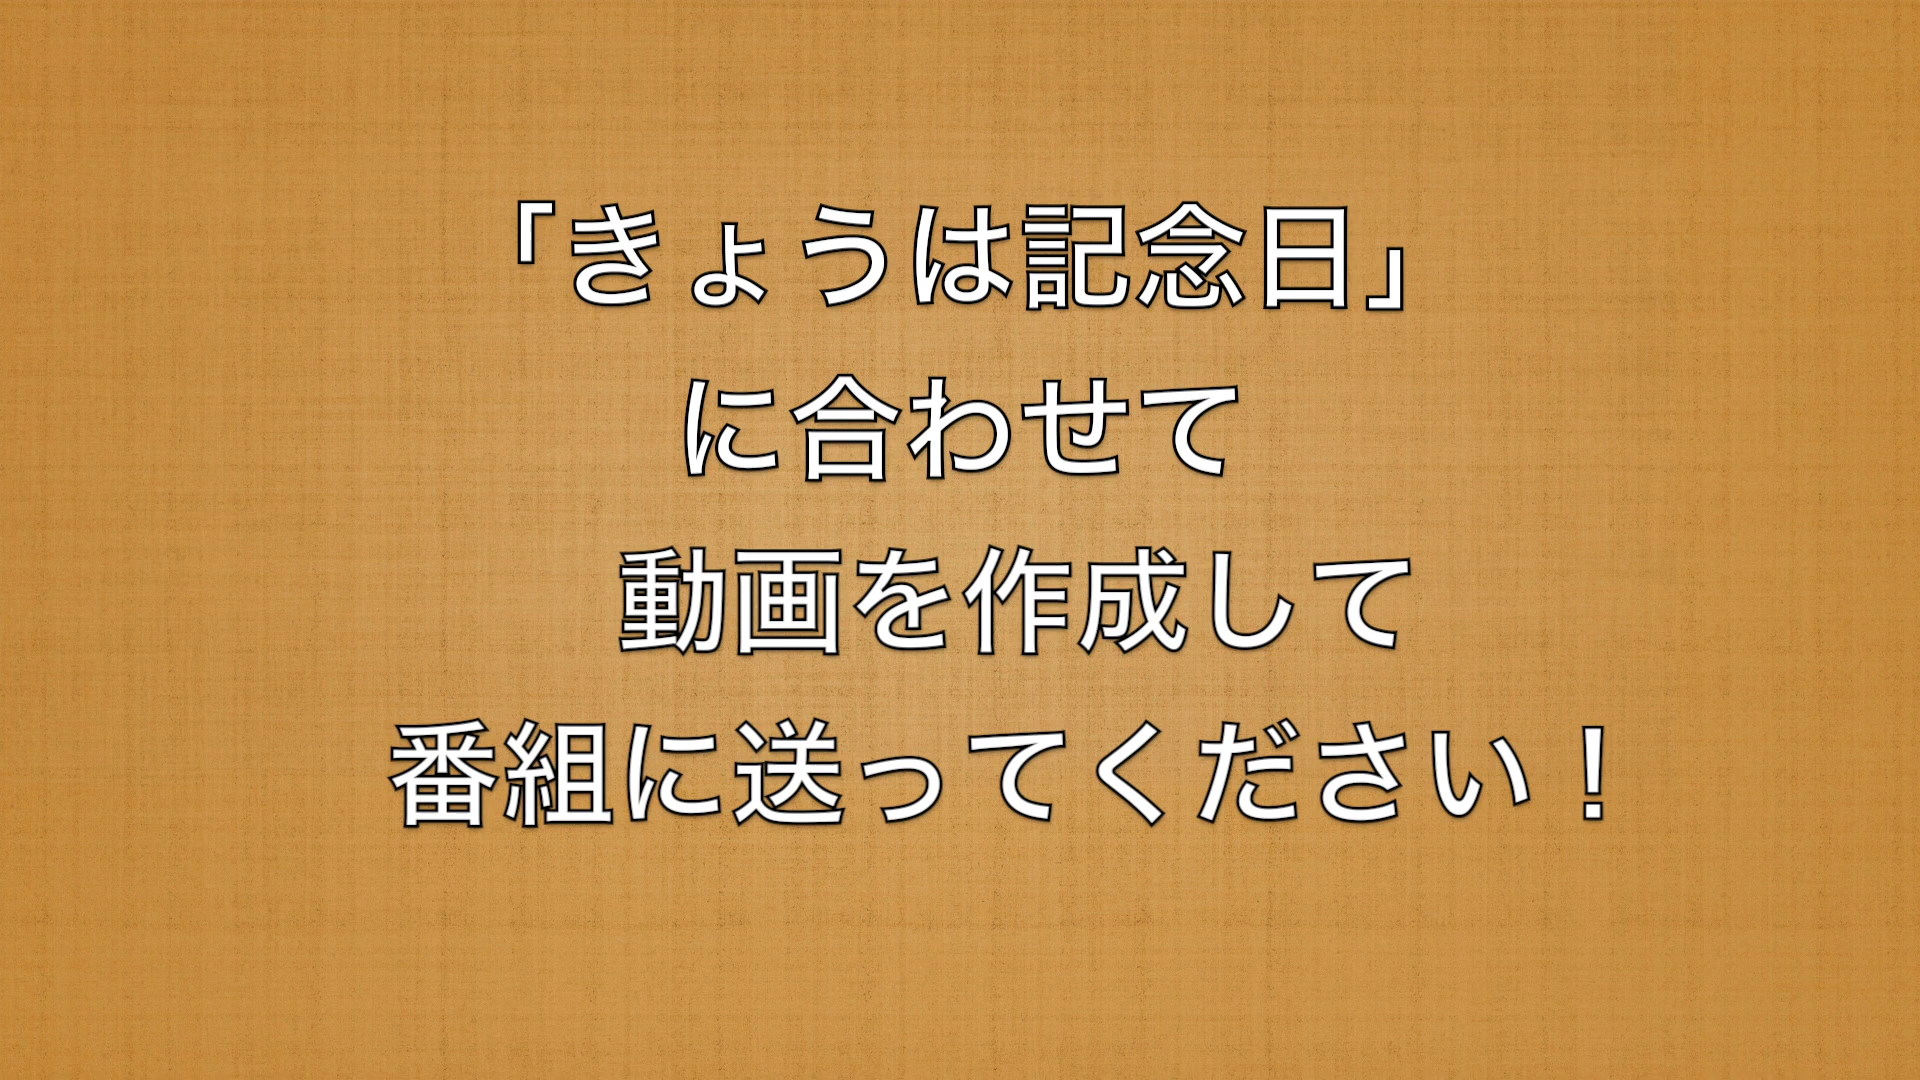 「きょうは記念日」
に合わせて
動画を作成して
番組に送ってください！